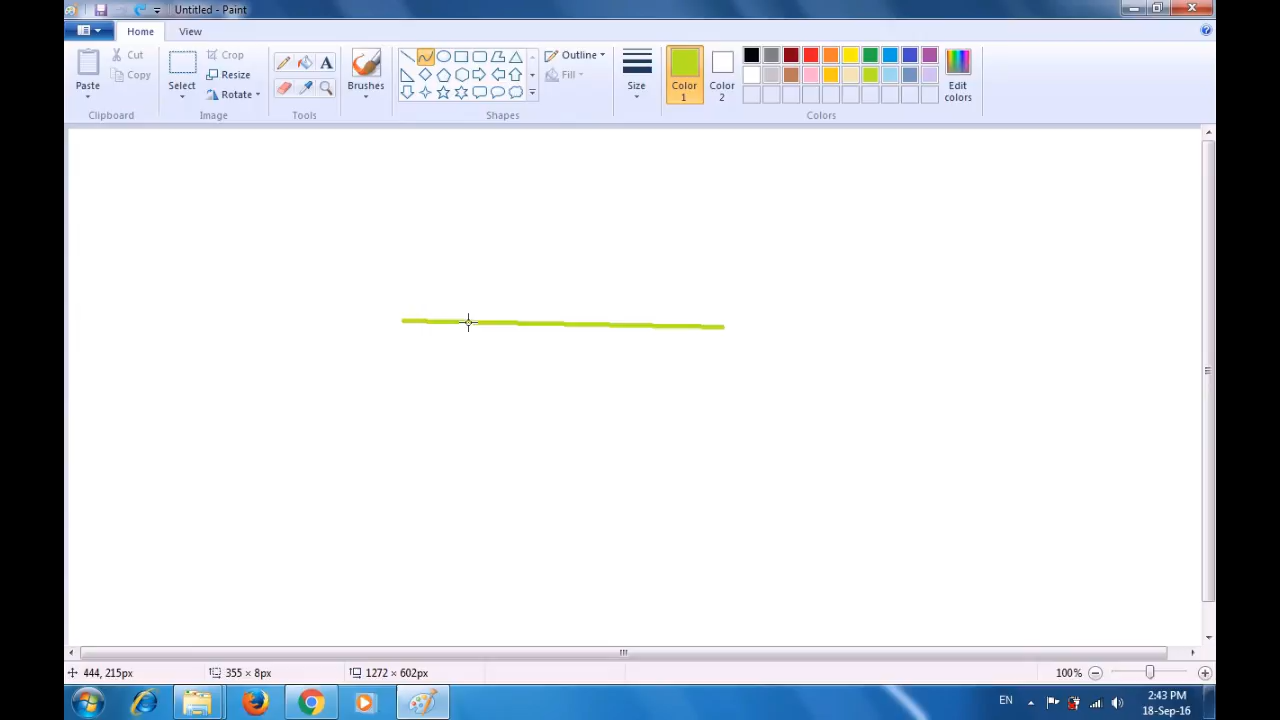 Untitled - Paint
Home View
Paste
Cut
Copy
Clipboard
Select
Crop
Resize
Rotate
Image
A
Tools
Brushes
Shapes
Outline
Fill
Size
Color 1
Color 2
Edit colors
Colors
444, 215px
355 × 8px
1272 × 602px
100%
EN
2:43 PM
18-Sep-16